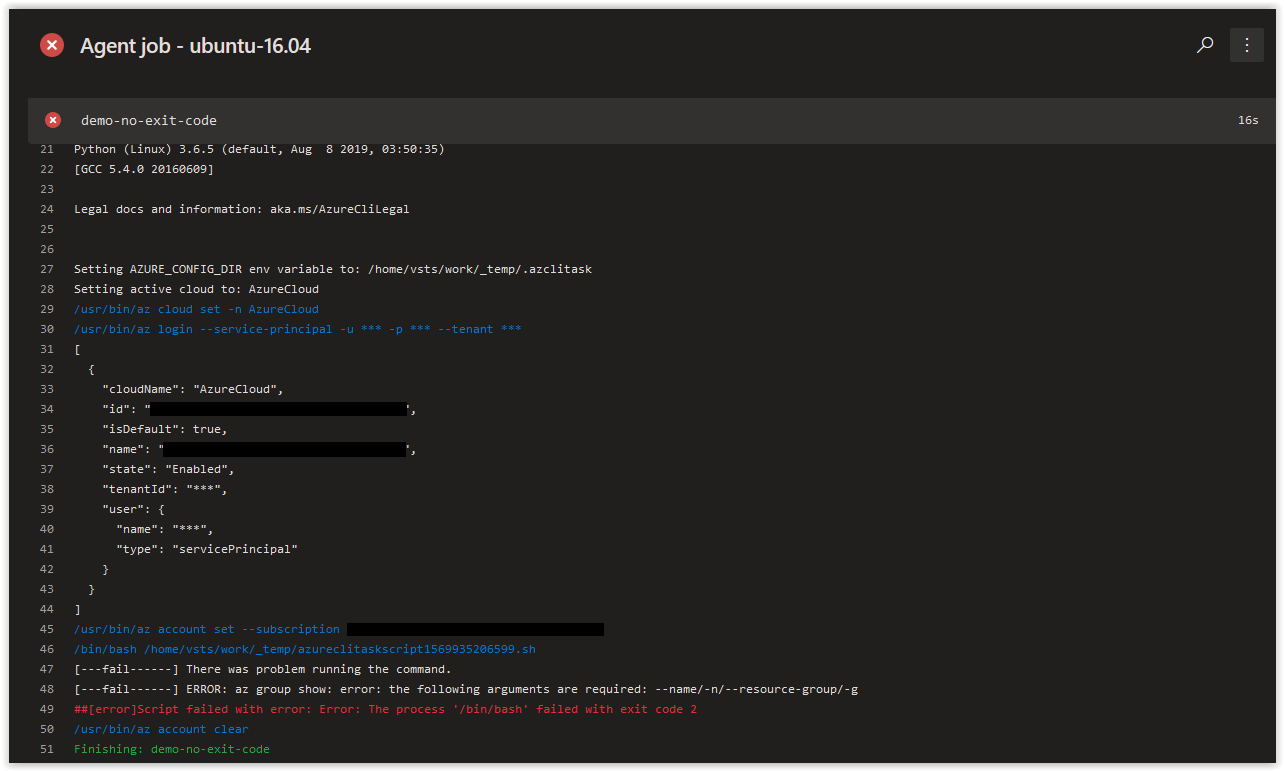 Agent job - ubuntu-16.04
demo-no-exit-code 16s
21 Python (Linux) 3.6.5 (default, Aug  8 2019, 03:50:35)
22 [GCC 5.4.0 20160609]
23
24 Legal docs and information: aka.ms/AzureCliLegal
25
26
27 Setting AZURE_CONFIG_DIR env variable to: /home/vsts/work/_temp/.azclitask
28 Setting active cloud to: AzureCloud
29 /usr/bin/az cloud set -n AzureCloud
30 /usr/bin/az login --service-principal -u *** -p *** --tenant ***
31 [
32   {
33     "cloudName": "AzureCloud",
34     "id": "                    ",
35     "isDefault": true,
36     "name": "                    ",
37     "state": "Enabled",
38     "tenantId": "***",
39     "user": {
40       "name": "***",
41       "type": "servicePrincipal"
42     }
43   }
44 ]
45 /usr/bin/az account set --subscription
46 /bin/bash /home/vsts/work/_temp/azureclitaskscript1569935206599.sh
47 [---fail------] There was problem running the command.
48 [---fail------] ERROR: az group show: error: the following arguments are required: --name/-n/--resource-group/-g
49 ##[error]Script failed with error: Error: The process '/bin/bash' failed with exit code 2
50 /usr/bin/az account clear
51 Finishing: demo-no-exit-code